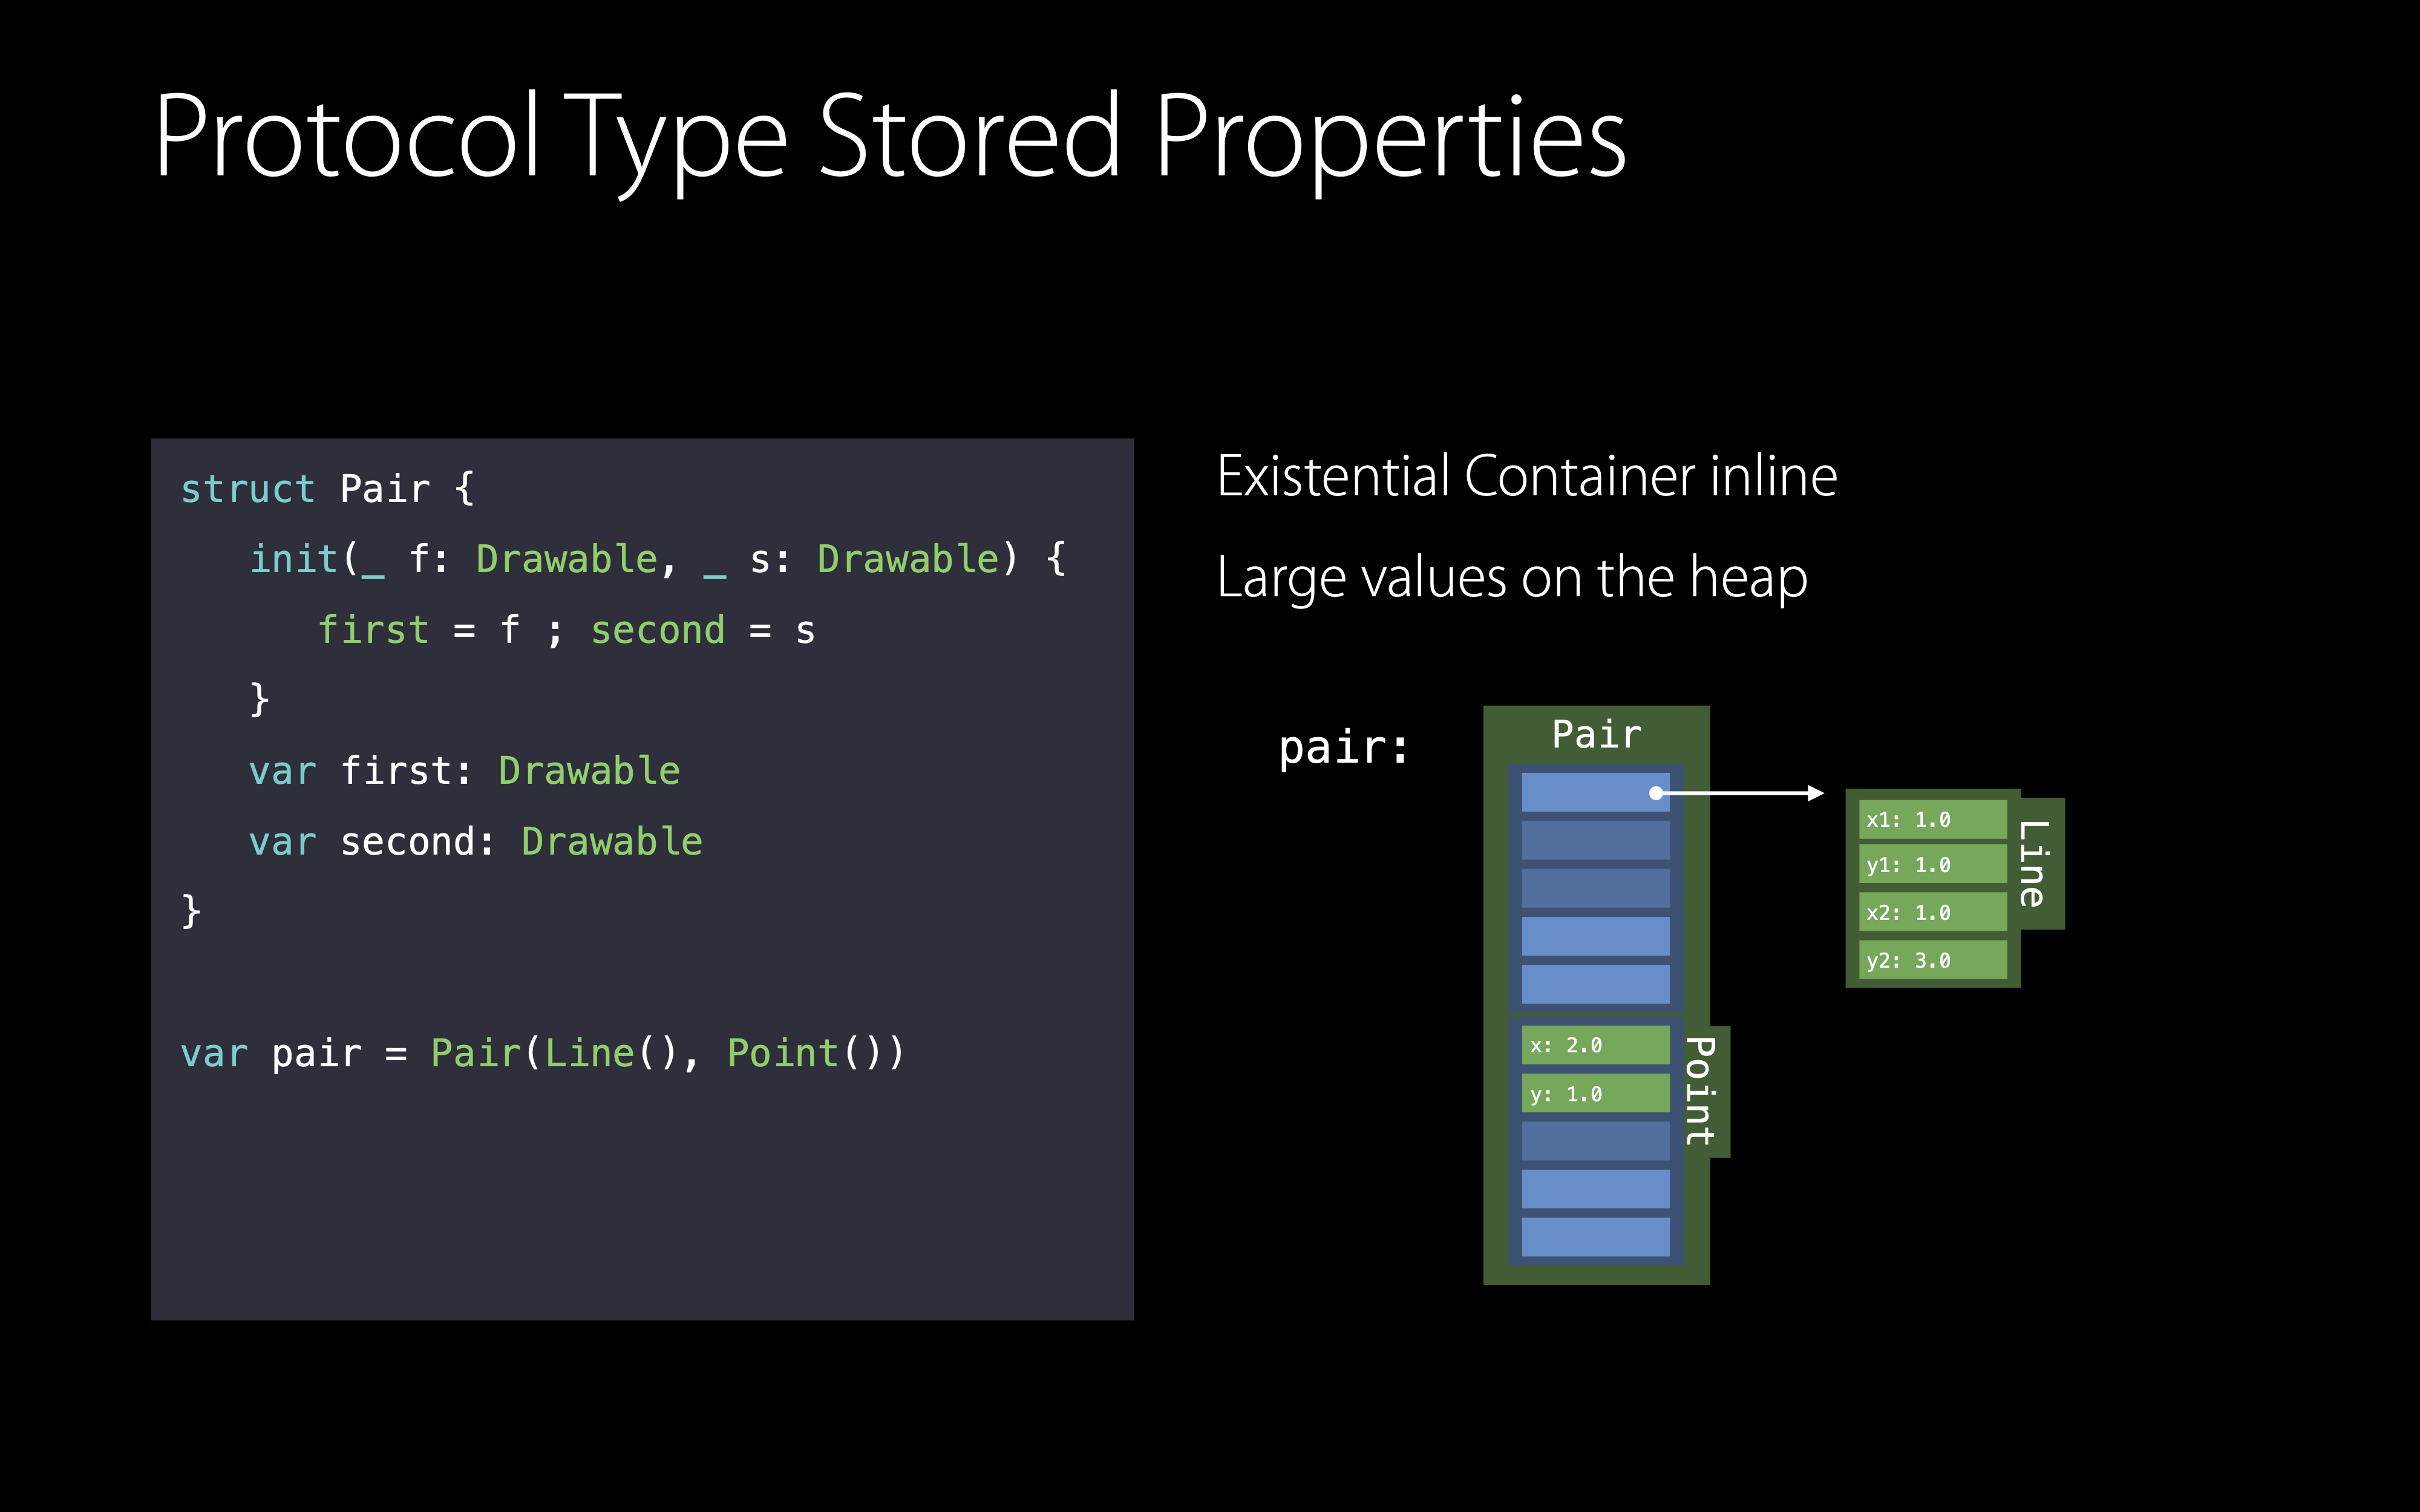 Protocol Type Stored Properties
struct Pair {
   init(_ f: Drawable, _ s: Drawable) {
      first = f ; second = s
   }
   var first: Drawable
   var second: Drawable
}
var pair = Pair(Line(), Point())
Existential Container inline
Large values on the heap
pair:
Pair
x: 2.0
y: 1.0
Point
x1: 1.0
y1: 1.0
x2: 1.0
y2: 3.0
Line